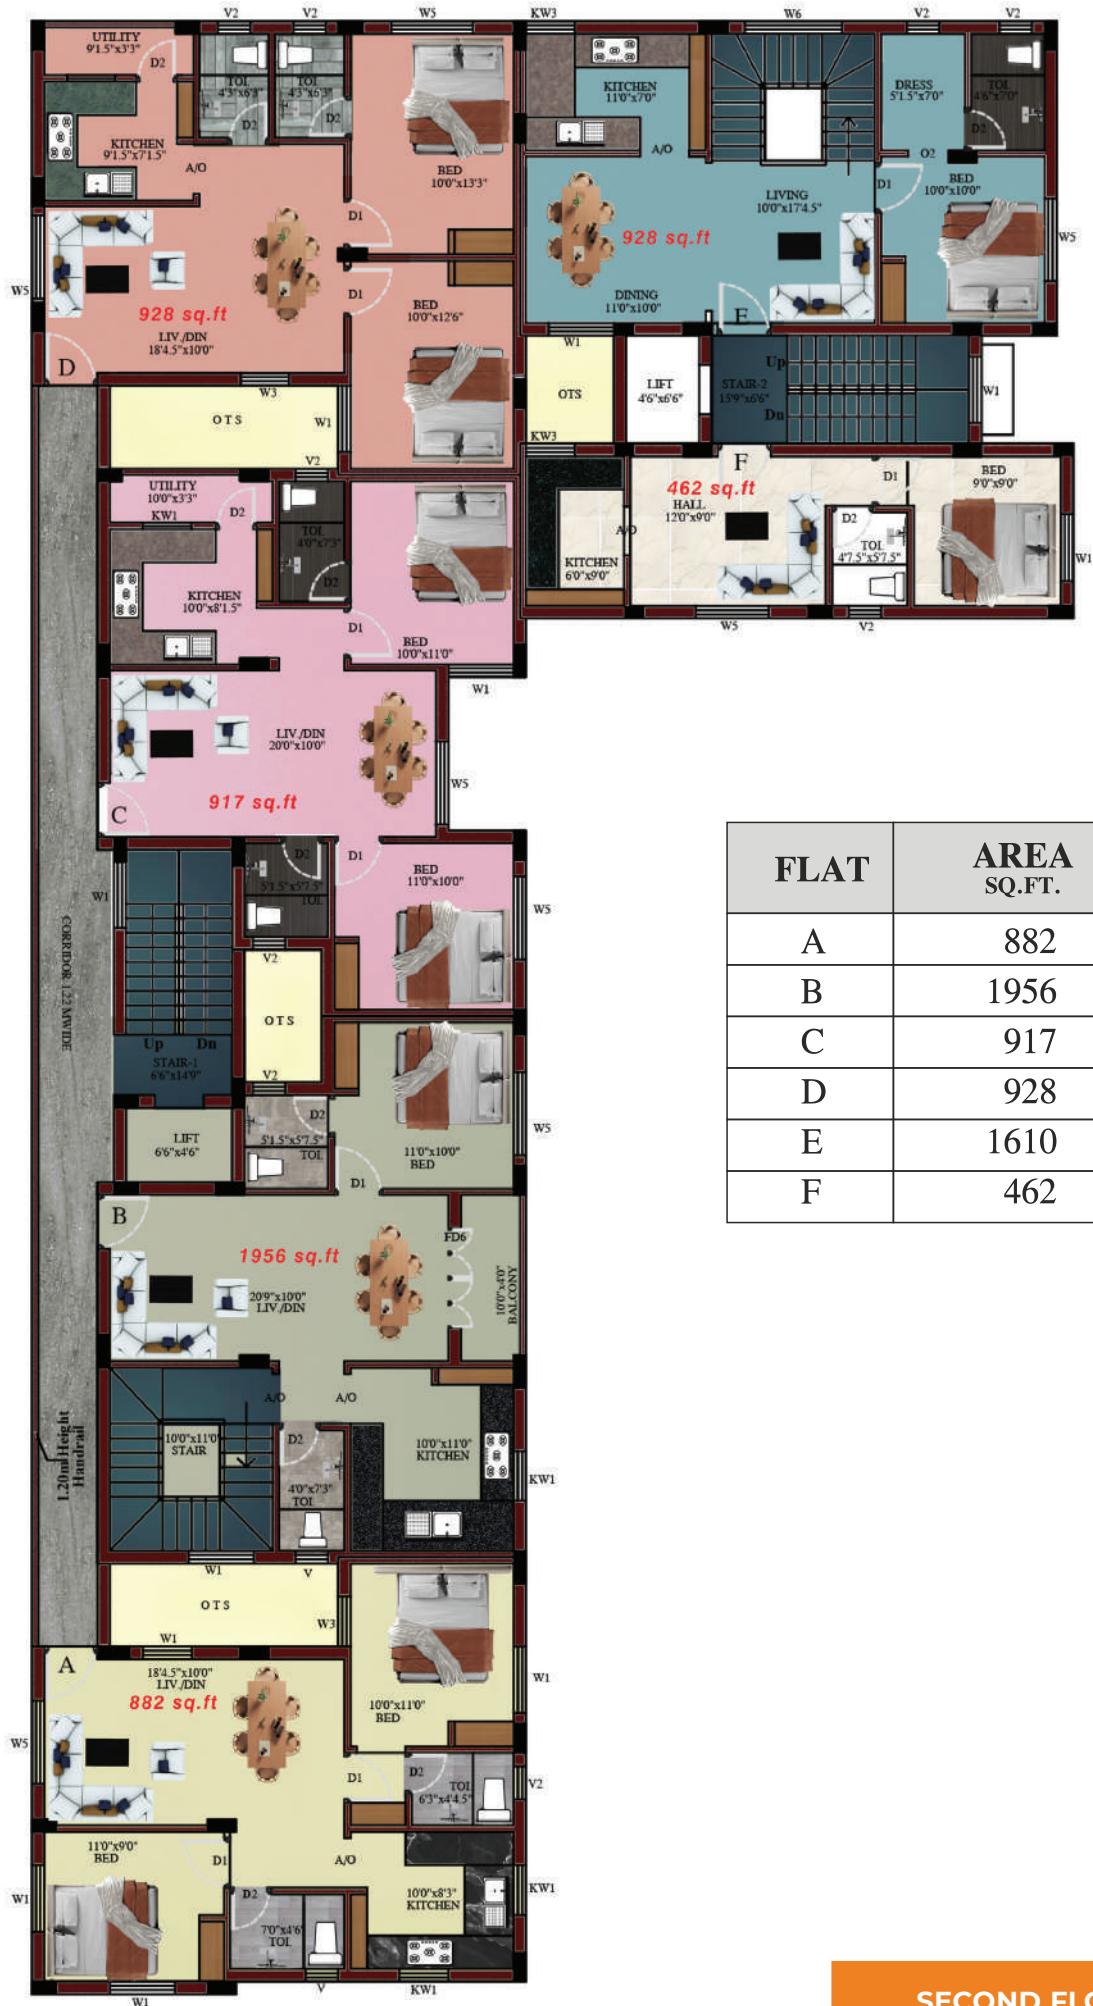 V2
V2
W5
KW3
W6
V2
V2
UTILITY
9'1.5"x3'3"
D2
TOI.
4'3"x6'3"
D2
TOI.
4'3"x6'3"
D2
KITCHEN
9'1.5"x7'1.5"
A/O
BED
10'0"x13'3"
D1
W5
928 sq.ft
LIV./DIN
18'4.5"x10'0"
D
D1
BED
10'0"x12'6"
W3
OTS
W1
V2
KITCHEN
11'0"x7'0"
A/O
DRESS
5'1.5"x7'0"
TOI.
4'6"x7'0"
D2
O2
LIVING
10'0"x17'4.5"
D1
BED
10'0"x10'0"
928 sq.ft
W5
DINING
11'0"x10'0"
E
W1
OTS
KW3
LIFT
4'6"x6'6"
Up
STAIR-2
15'9"x6'6"
Dn
W1
F
462 sq.ft
HALL
12'0"x9'0"
D1
BED
9'0"x9'0"
A/O
KITCHEN
6'0"x9'0"
D2
TOI.
4'7.5"x5'7.5"
W1
W5
V2
UTILITY
10'0"x3'3"
KW1
D2
TOI.
4'0"x7'3"
D2
KITCHEN
10'0"x8'1.5"
D1
BED
10'0"x11'0"
W1
LIV./DIN
20'0"x10'0"
W5
917 sq.ft
C
D2
5'1.5"x5'7.5"
TOI.
D1
BED
11'0"x10'0"
W5
W1
CORRIDOR 1.22 MWIDE
V2
OTS
V2
Up
Dn
STAIR-1
6'6"x14'9"
LIFT
6'6"x4'6"
D2
5'1.5"x5'7.5"
TOI.
11'0"x10'0"
BED
W5
D1
B
1956 sq.ft
FD6
20'9"x10'0"
LIV./DIN
10'0"x4'0"
BALCONY
A/O
A/O
10'0"x11'0"
STAIR
D2
4'0"x7'3"
TOI.
10'0"x11'0"
KITCHEN
KW1
1.20m Height
Handrail
W1
V
OTS
W3
W1
A
18'4.5"x10'0"
LIV./DIN
882 sq.ft
W5
10'0"x11'0"
BED
W1
D1
D2
TOI.
6'3"x4'4.5"
V2
11'0"x9'0"
BED
D1
A/O
W1
D2
7'0"x4'6"
TOI.
10'0"x8'3"
KITCHEN
KW1
W1
V
KW1
FLAT AREA
SQ.FT.
A 882
B 1956
C 917
D 928
E 1610
F 462
SECOND FLO